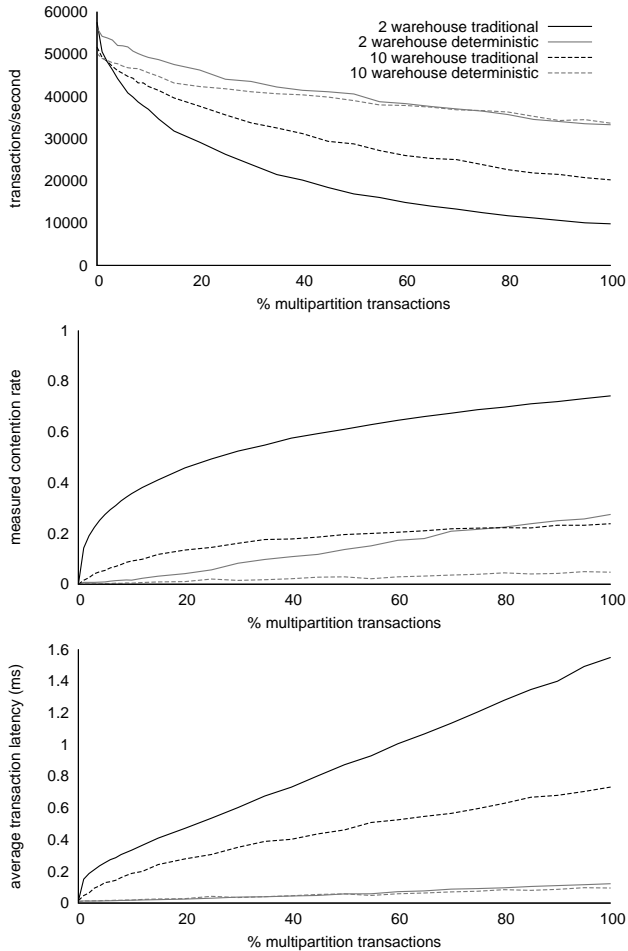 60000
50000
40000
30000
20000
10000
0
transactions/second
2 warehouse traditional
2 warehouse deterministic
10 warehouse traditional
10 warehouse deterministic
0 20 40 60 80 100
% multipartition transactions
1
0.8
0.6
0.4
0.2
0
measured contention rate
20 40 60 80 100
% multipartition transactions
1.6
1.4
1.2
1
0.8
0.6
0.4
0.2
0
average transaction latency (ms)
20 40 60 80 100
% multipartition transactions